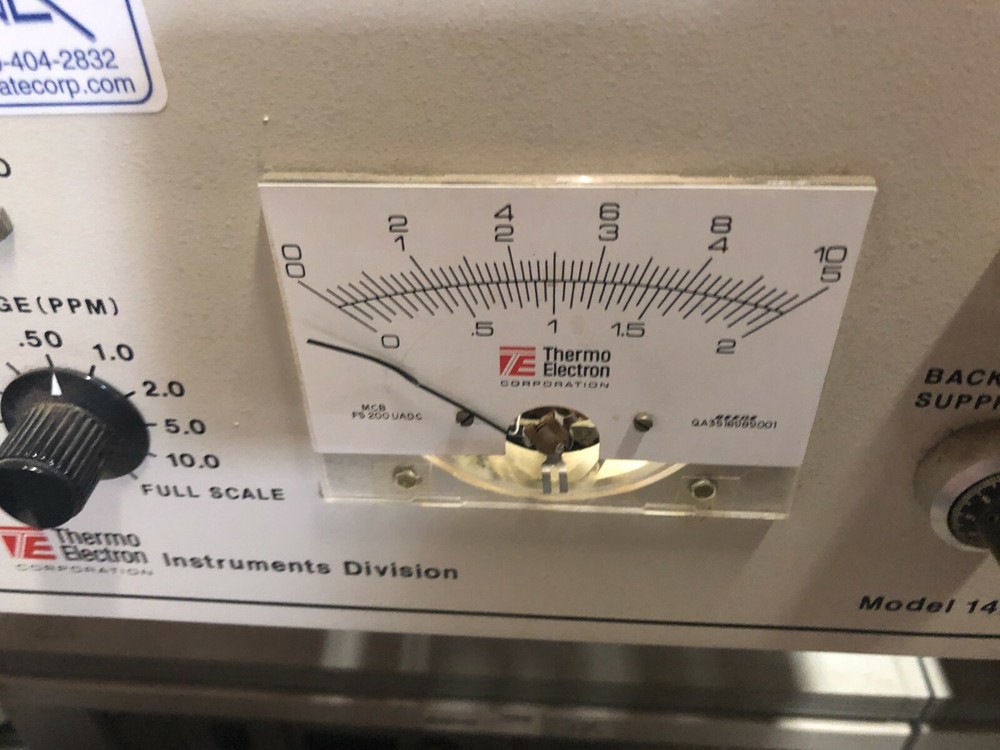 -404-2832
atecorp.com
GE(PPM)
.50
1.0
2.0
5.0
10.0
FULL SCALE
0 2 4 6 8 10
0 1 2 3 4 5
0 .5 1 1.5 2
TE Thermo
Electron
CORPORATION
MCB
FS 200 UADC
TE Thermo
Electron
CORPORATION
Instruments Division
BACK
SUPP
Model 14